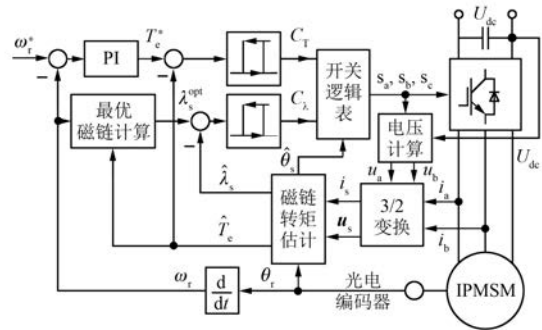 U_dc
ω_r^*
PI
T_e^*
C_T
开关
逻辑
表
s_a, s_b, s_c
λ_s^opt
C_λ
最优
磁链计算
电压
计算
U_dc
θ̂_s
λ̂_s
u_a
u_b
i_a
磁链
转矩
估计
i_s
3/2
变换
u_s
i_b
T̂_e
ω_r
d/dt
θ_r
光电
编码器
IPMSM